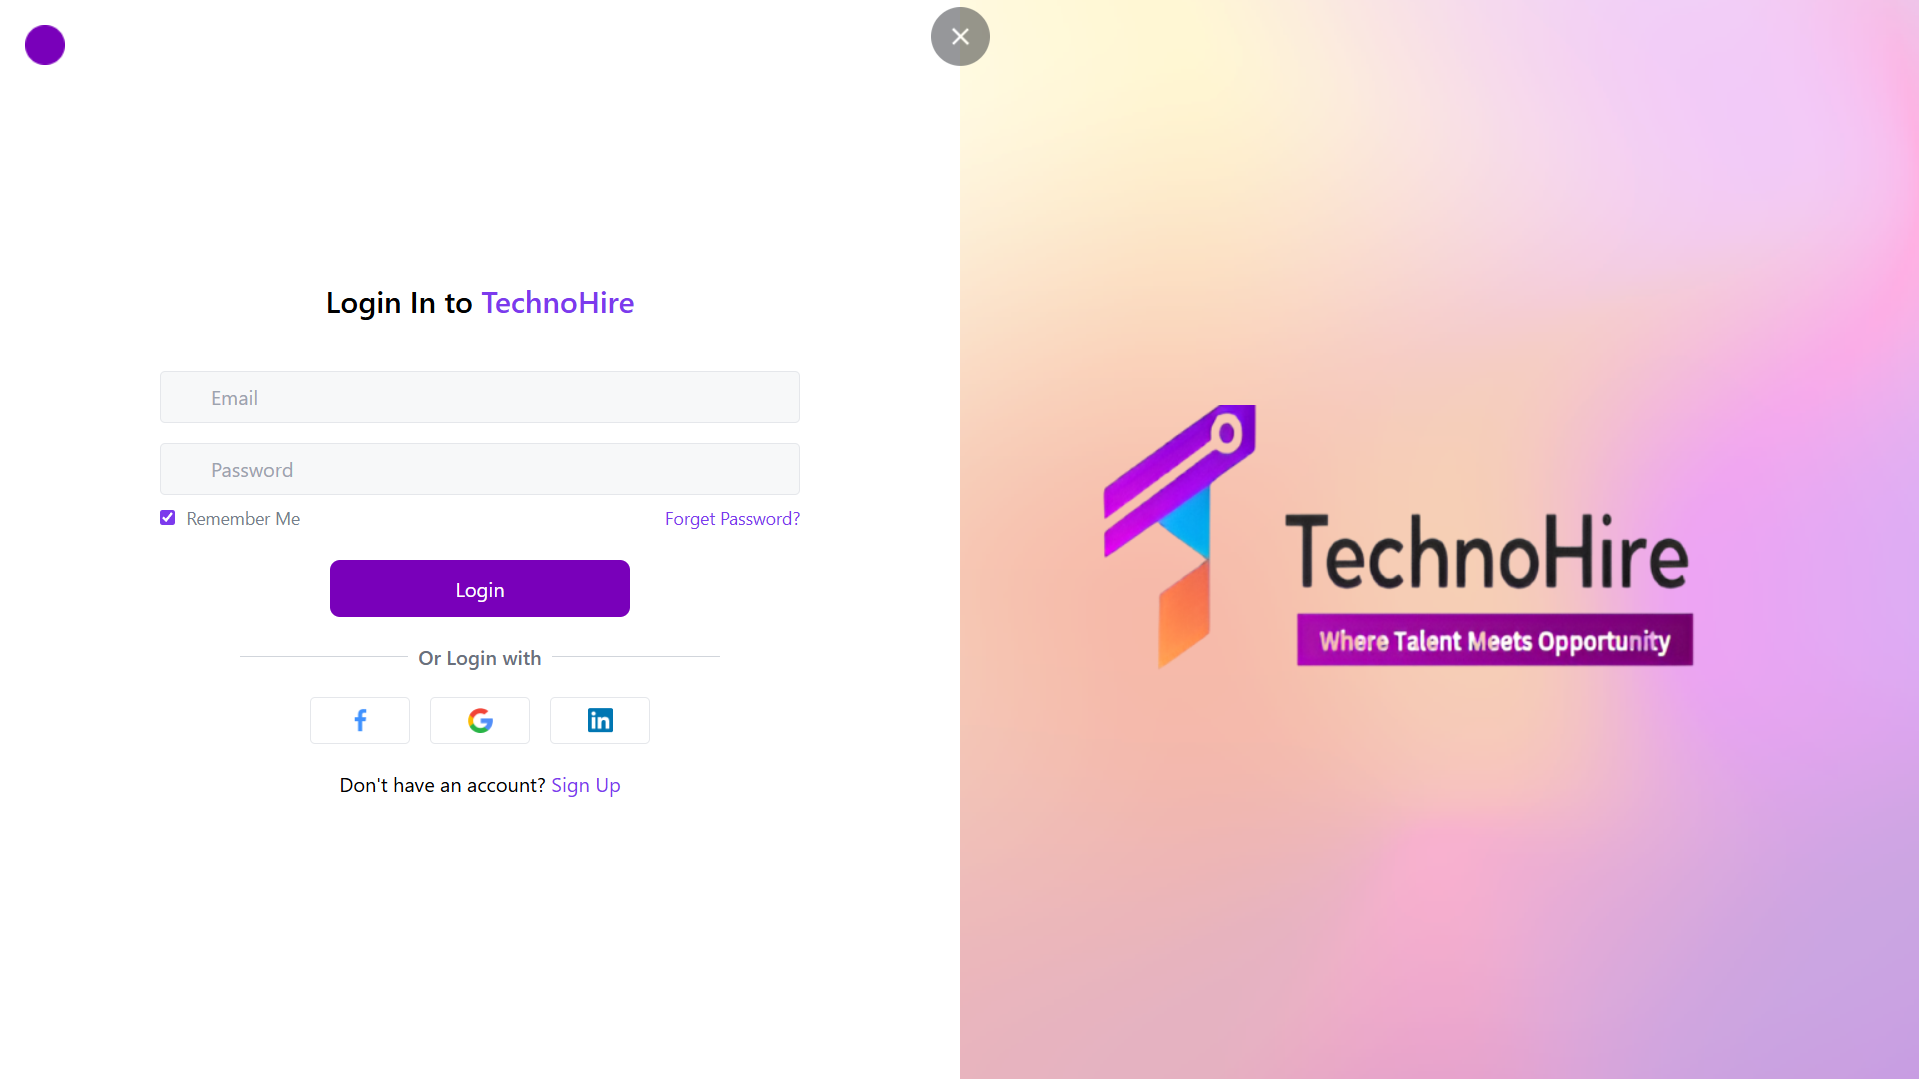 Login In to TechnoHire
Email
Password
Remember Me
Forget Password?
Login
Or Login with
Don't have an account? Sign Up
TechnoHire
Where Talent Meets Opportunity